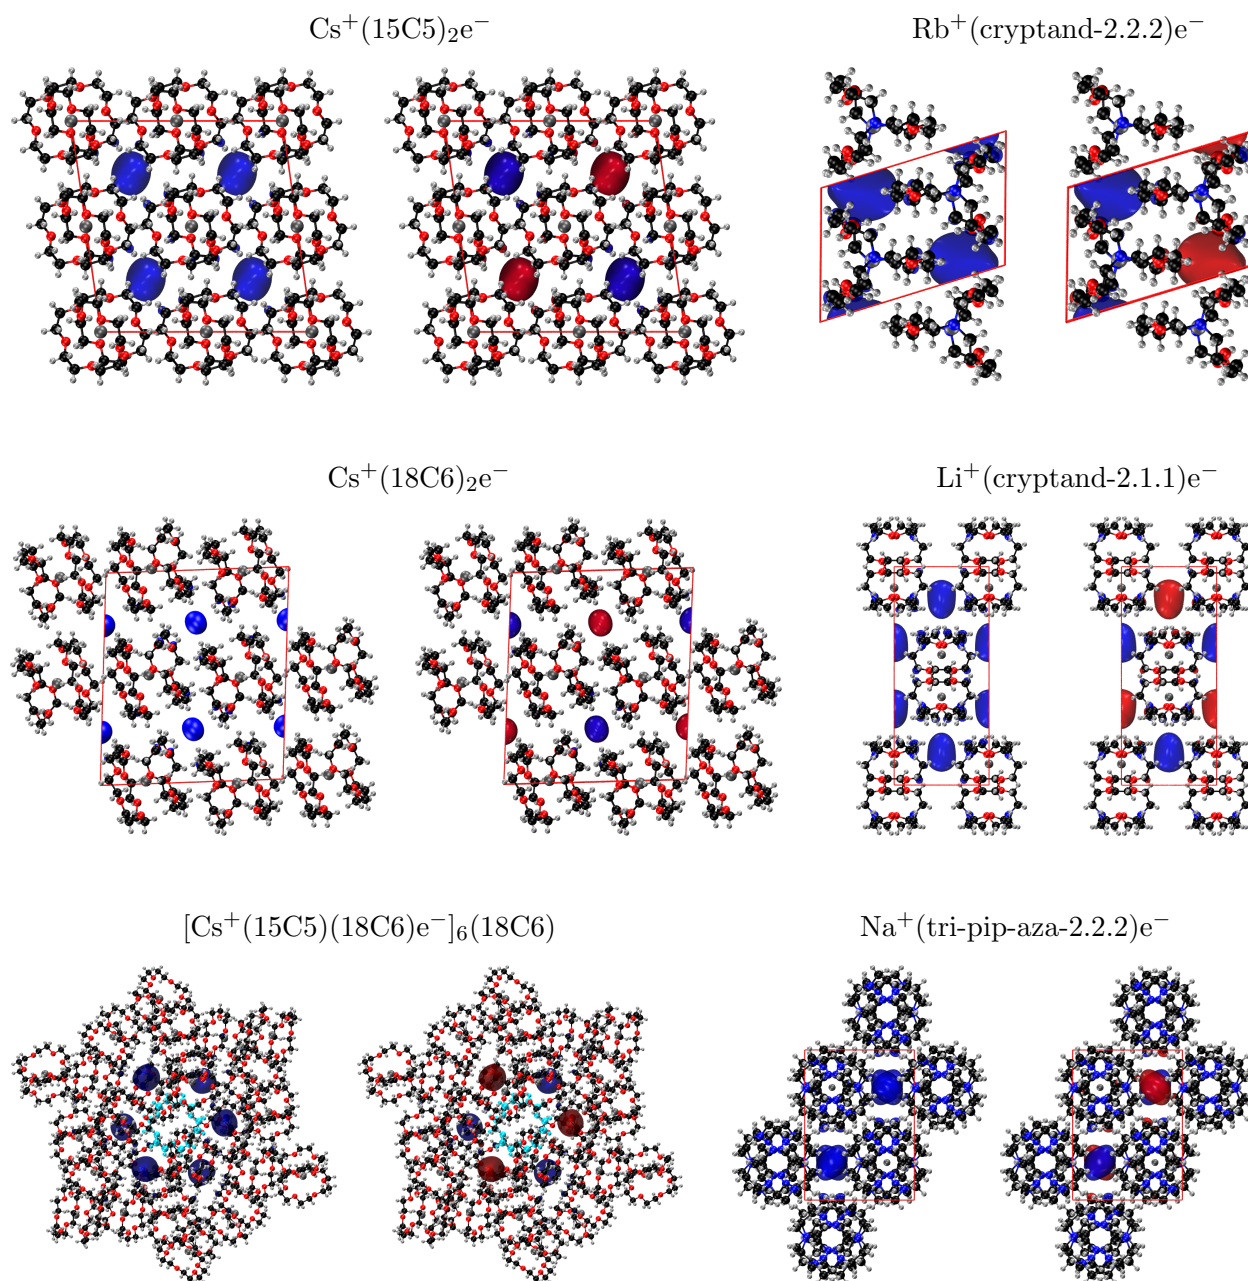 Cs⁺(15C5)₂e⁻
Rb⁺(cryptand-2.2.2)e⁻
Cs⁺(18C6)₂e⁻
Li⁺(cryptand-2.1.1)e⁻
[Cs⁺(15C5)(18C6)e⁻]₆(18C6)
Na⁺(tri-pip-aza-2.2.2)e⁻